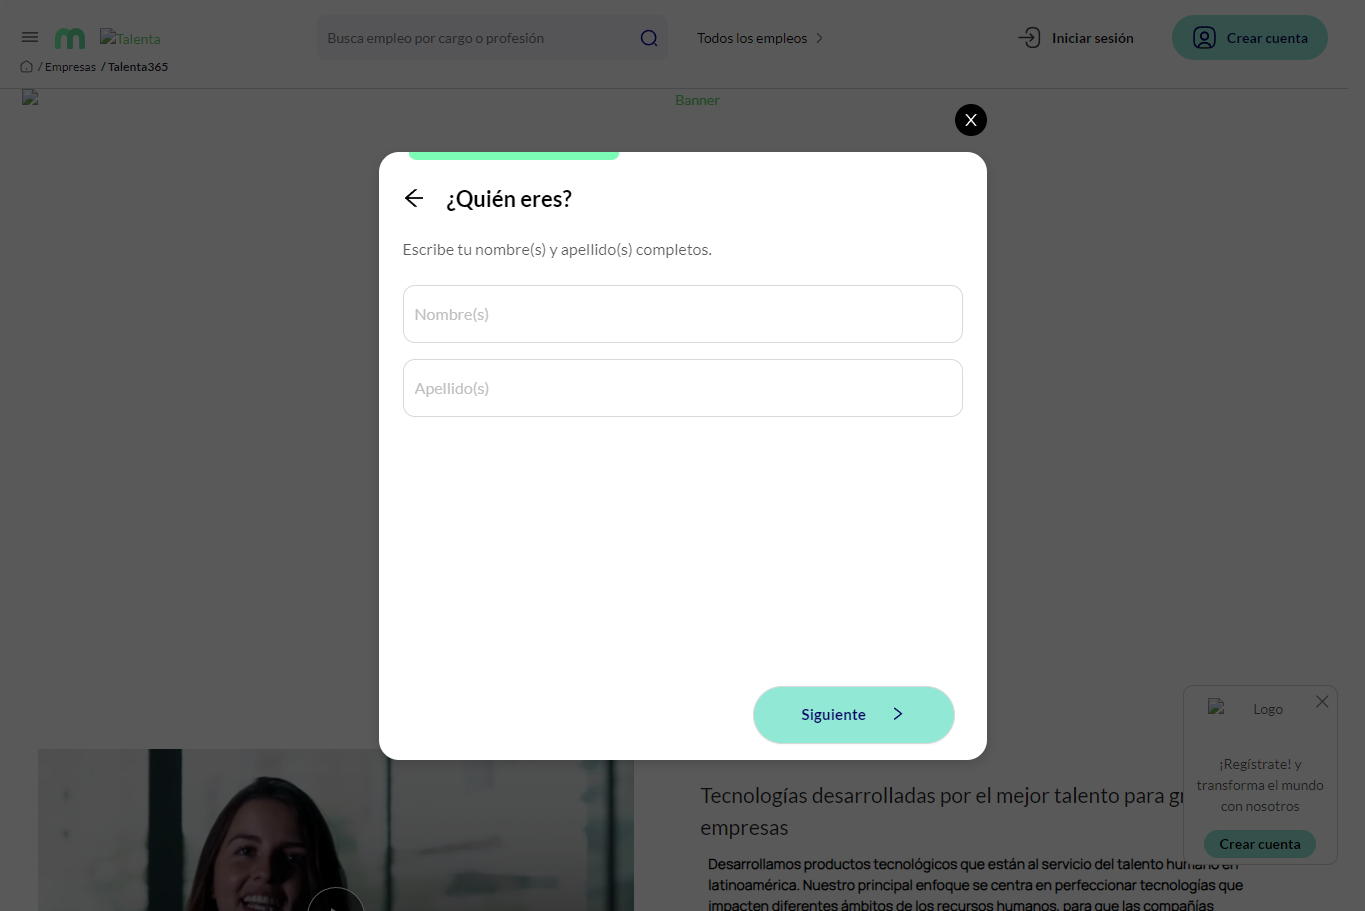 Talenta
Busca empleo por cargo o profesión
Todos los empleos
Iniciar sesión
Crear cuenta
/ Empresas / Talenta365
Banner
X
¿Quién eres?
Escribe tu nombre(s) y apellido(s) completos.
Nombre(s)
Apellido(s)
Siguiente
Logo
¡Regístrate! y
transforma el mundo
con nosotros
Crear cuenta
Tecnologías desarrolladas por el mejor talento para
empresas
Desarrollamos productos tecnológicos que están al servicio del talento humano en
latinoamérica. Nuestro principal enfoque se centra en perfeccionar tecnologías que
impacten diferentes ámbitos de los recursos humanos, para que las compañías